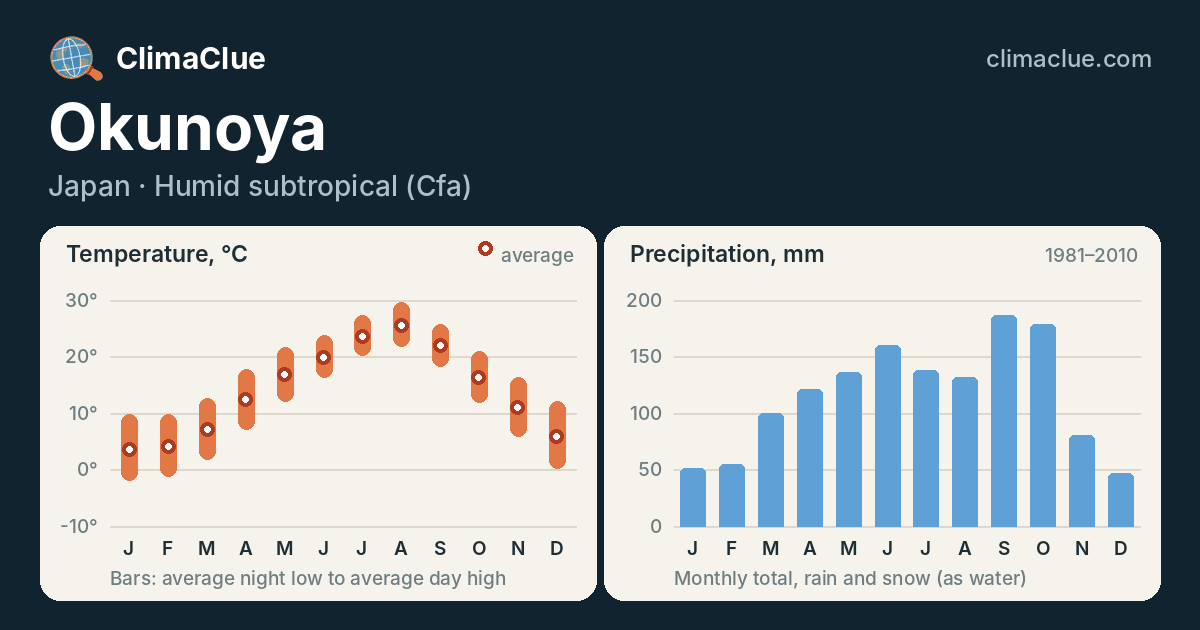 ClimaClue
climaclue.com
Okunoya
Japan · Humid subtropical (Cfa)
Temperature, °C
average
30°
20°
10°
0°
-10°
J F M A M J J A S O N D
Bars: average night low to average day high
Precipitation, mm
1981–2010
200
150
100
50
0
J F M A M J J A S O N D
Monthly total, rain and snow (as water)